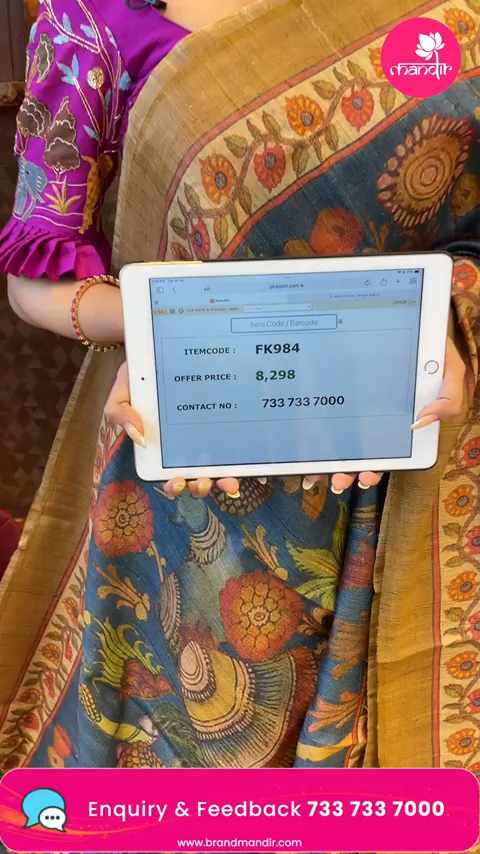 mandir
Item Code / Barcode
ITEMCODE : FK984
OFFER PRICE : 8,298
CONTACT NO : 733 733 7000
Enquiry & Feedback 733 733 7000
www.brandmandir.com